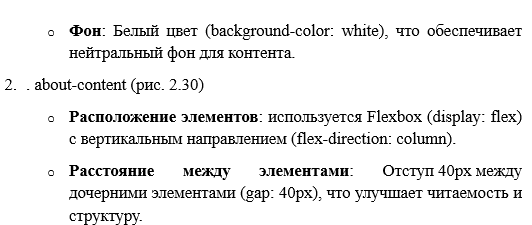 o Фон: Белый цвет (background-color: white), что обеспечивает
нейтральный фон для контента.
2. . about-content (рис. 2.30)
o Расположение элементов: используется Flexbox (display: flex)
с вертикальным направлением (flex-direction: column).
o Расстояние между элементами: Отступ 40px между
дочерними элементами (gap: 40px), что улучшает читаемость и
структуру.